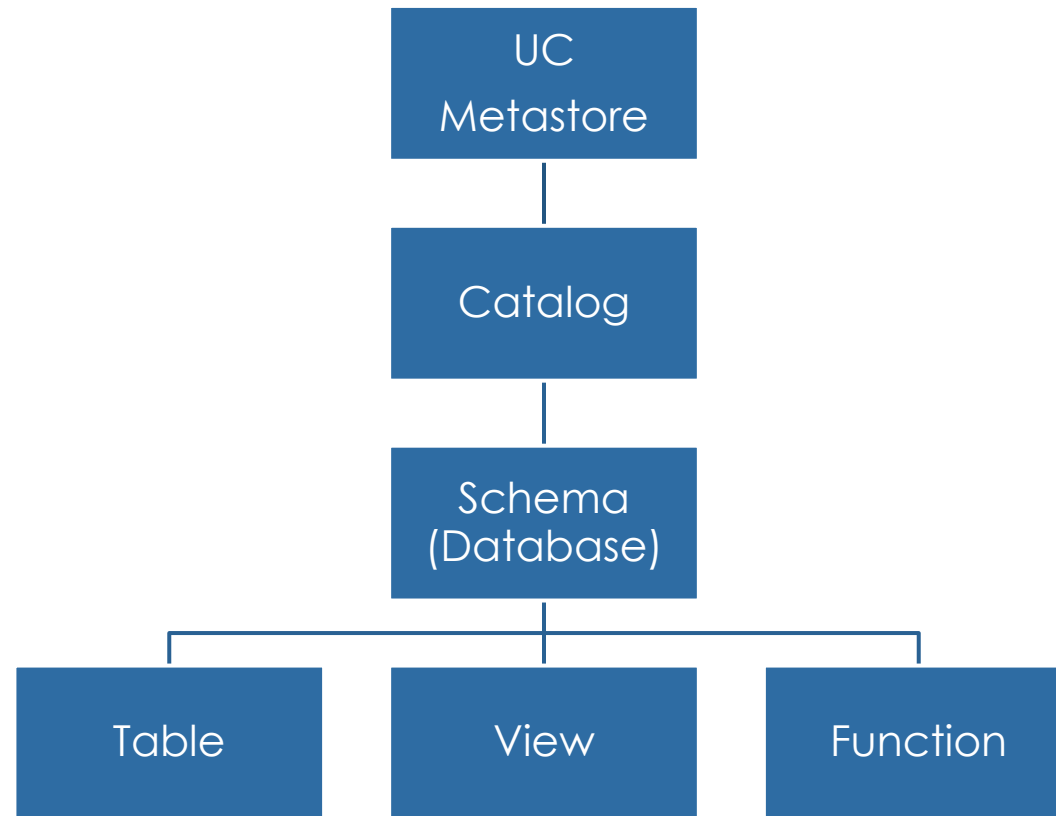 UC
Metastore
Catalog
Schema
(Database)
Table
View
Function